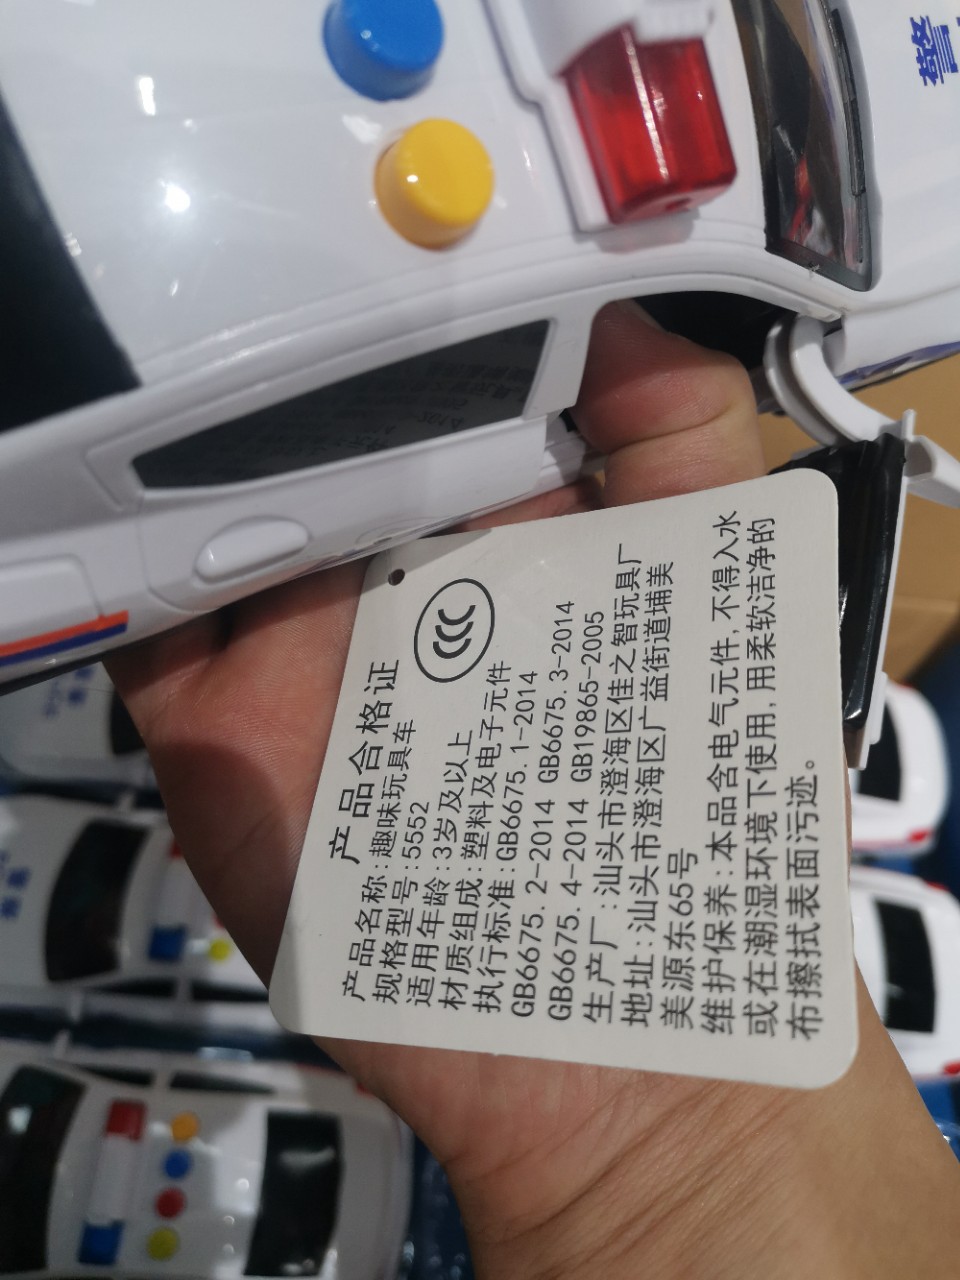 产品合格证
CCC
产品名称:趣味玩具车
规格型号:5552
适用年龄:3岁及以上
材质组成:塑料及电子元件
执行标准:GB6675.1-2014
GB6675.2-2014 GB6675.3-2014
GB6675.4-2014 GB19865-2005
生产厂:汕头市澄海区佳之智玩具厂
地址:汕头市澄海区广益街道埔美
美源东65号
维护保养:本品含电气元件,不得入水
或在潮湿环境下使用,用柔软洁净的
布擦拭表面污迹。
警